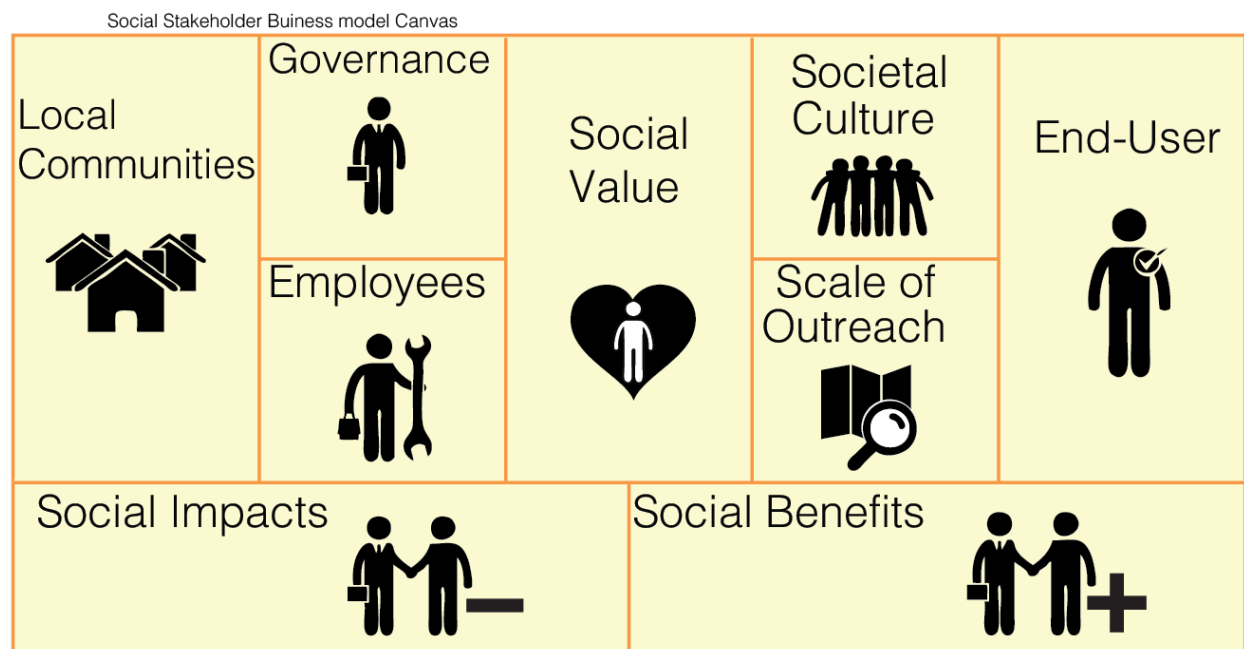 Social Stakeholder Buiness model Canvas
Local
Communities
Governance
Employees
Social
Value
Societal
Culture
Scale of
Outreach
End-User
Social Impacts
Social Benefits